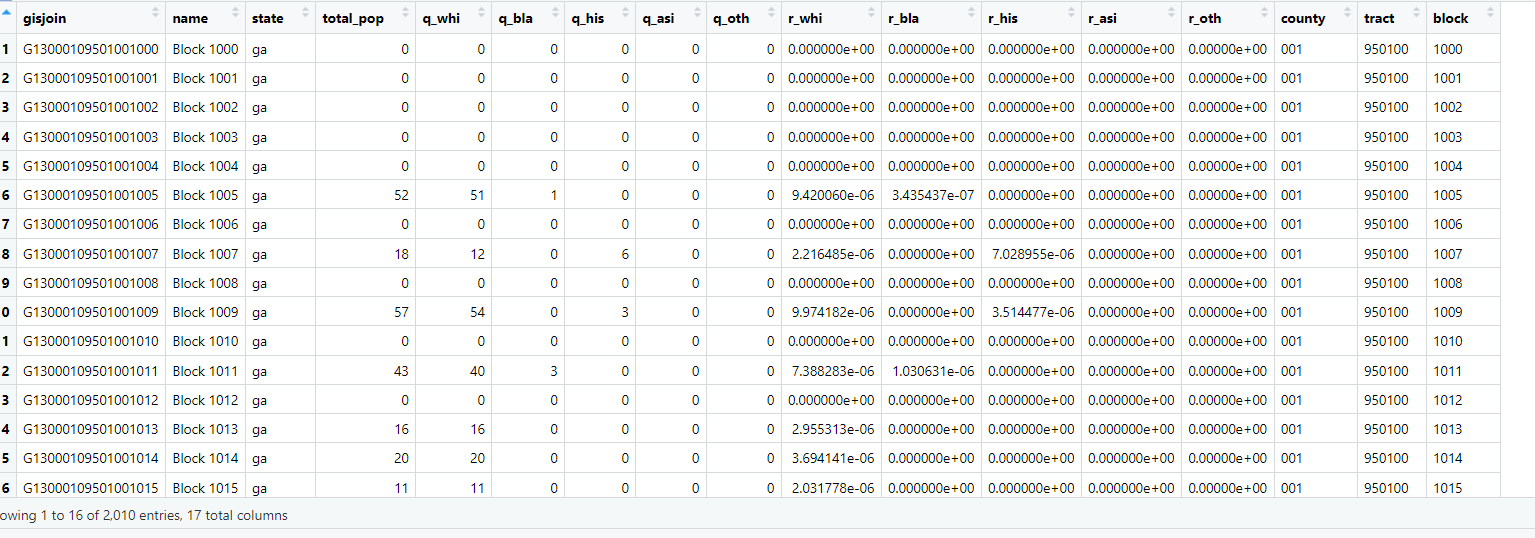 gisjoin name state total_pop q_whi q_bla q_his q_asi q_oth r_whi r_bla r_his r_asi r_oth county tract block
1 G13000109501001000 Block 1000 ga 0 0 0 0 0 0 0.000000e+00 0.000000e+00 0.000000e+00 0.000000e+00 0.00000e+00 001 950100 1000
2 G13000109501001001 Block 1001 ga 0 0 0 0 0 0 0.000000e+00 0.000000e+00 0.000000e+00 0.000000e+00 0.00000e+00 001 950100 1001
3 G13000109501001002 Block 1002 ga 0 0 0 0 0 0 0.000000e+00 0.000000e+00 0.000000e+00 0.000000e+00 0.00000e+00 001 950100 1002
4 G13000109501001003 Block 1003 ga 0 0 0 0 0 0 0.000000e+00 0.000000e+00 0.000000e+00 0.000000e+00 0.00000e+00 001 950100 1003
5 G13000109501001004 Block 1004 ga 0 0 0 0 0 0 0.000000e+00 0.000000e+00 0.000000e+00 0.000000e+00 0.00000e+00 001 950100 1004
6 G13000109501001005 Block 1005 ga 52 51 1 0 0 0 9.420060e-06 3.435437e-07 0.000000e+00 0.000000e+00 0.00000e+00 001 950100 1005
7 G13000109501001006 Block 1006 ga 0 0 0 0 0 0 0.000000e+00 0.000000e+00 0.000000e+00 0.000000e+00 0.00000e+00 001 950100 1006
8 G13000109501001007 Block 1007 ga 18 12 0 6 0 0 2.216485e-06 0.000000e+00 7.028955e-06 0.000000e+00 0.00000e+00 001 950100 1007
9 G13000109501001008 Block 1008 ga 0 0 0 0 0 0 0.000000e+00 0.000000e+00 0.000000e+00 0.000000e+00 0.00000e+00 001 950100 1008
0 G13000109501001009 Block 1009 ga 57 54 0 3 0 0 9.974182e-06 0.000000e+00 3.514477e-06 0.000000e+00 0.00000e+00 001 950100 1009
1 G13000109501001010 Block 1010 ga 0 0 0 0 0 0 0.000000e+00 0.000000e+00 0.000000e+00 0.000000e+00 0.00000e+00 001 950100 1010
2 G13000109501001011 Block 1011 ga 43 40 3 0 0 0 7.388283e-06 1.030631e-06 0.000000e+00 0.000000e+00 0.00000e+00 001 950100 1011
3 G13000109501001012 Block 1012 ga 0 0 0 0 0 0 0.000000e+00 0.000000e+00 0.000000e+00 0.000000e+00 0.00000e+00 001 950100 1012
4 G13000109501001013 Block 1013 ga 16 16 0 0 0 0 2.955313e-06 0.000000e+00 0.000000e+00 0.000000e+00 0.00000e+00 001 950100 1013
5 G13000109501001014 Block 1014 ga 20 20 0 0 0 0 3.694141e-06 0.000000e+00 0.000000e+00 0.000000e+00 0.00000e+00 001 950100 1014
6 G13000109501001015 Block 1015 ga 11 11 0 0 0 0 2.031778e-06 0.000000e+00 0.000000e+00 0.000000e+00 0.00000e+00 001 950100 1015
owing 1 to 16 of 2,010 entries, 17 total columns